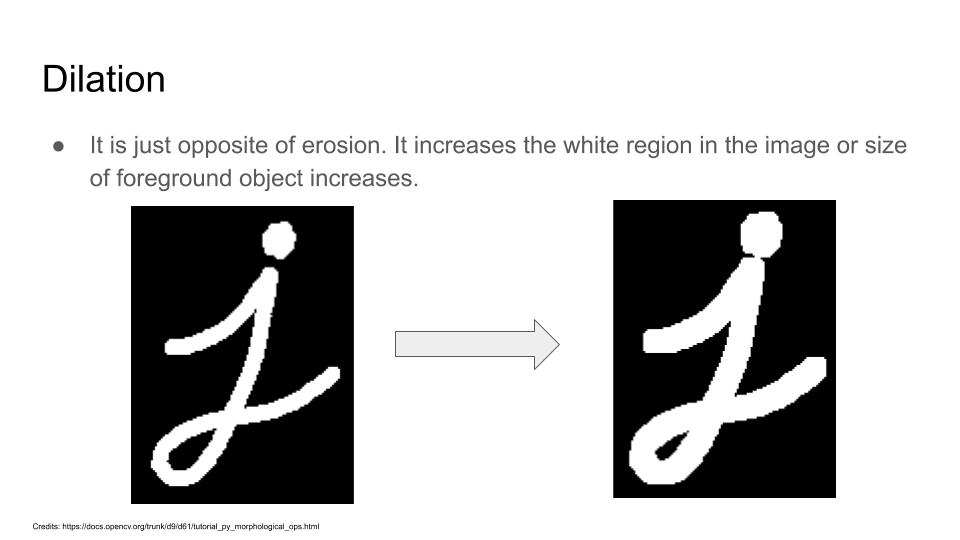 Dilation
● It is just opposite of erosion. It increases the white region in the image or size
of foreground object increases.
j
j
Credits: https://docs.opencv.org/trunk/d9/d61/tutorial_py_morphological_ops.html